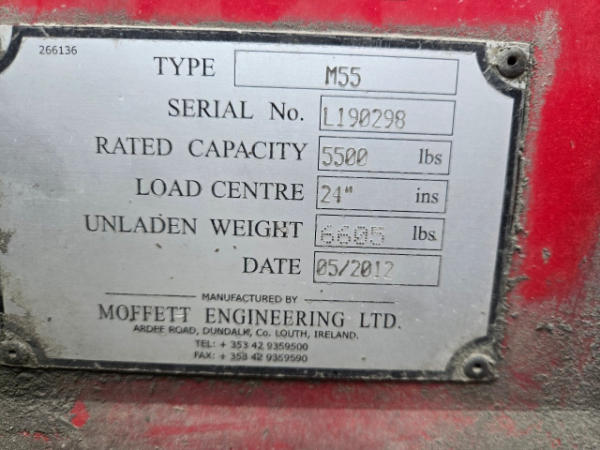 266136
TYPE M55
SERIAL No. L190298
RATED CAPACITY 5500 lbs
LOAD CENTRE 24" ins
UNLADEN WEIGHT 6605 lbs
DATE 05/2012
MANUFACTURED BY
MOFFETT ENGINEERING LTD.
ARDEE ROAD, DUNDALK, Co. LOUTH, IRELAND.
TEL: + 353 42 9359500
FAX: + 353 42 9359590